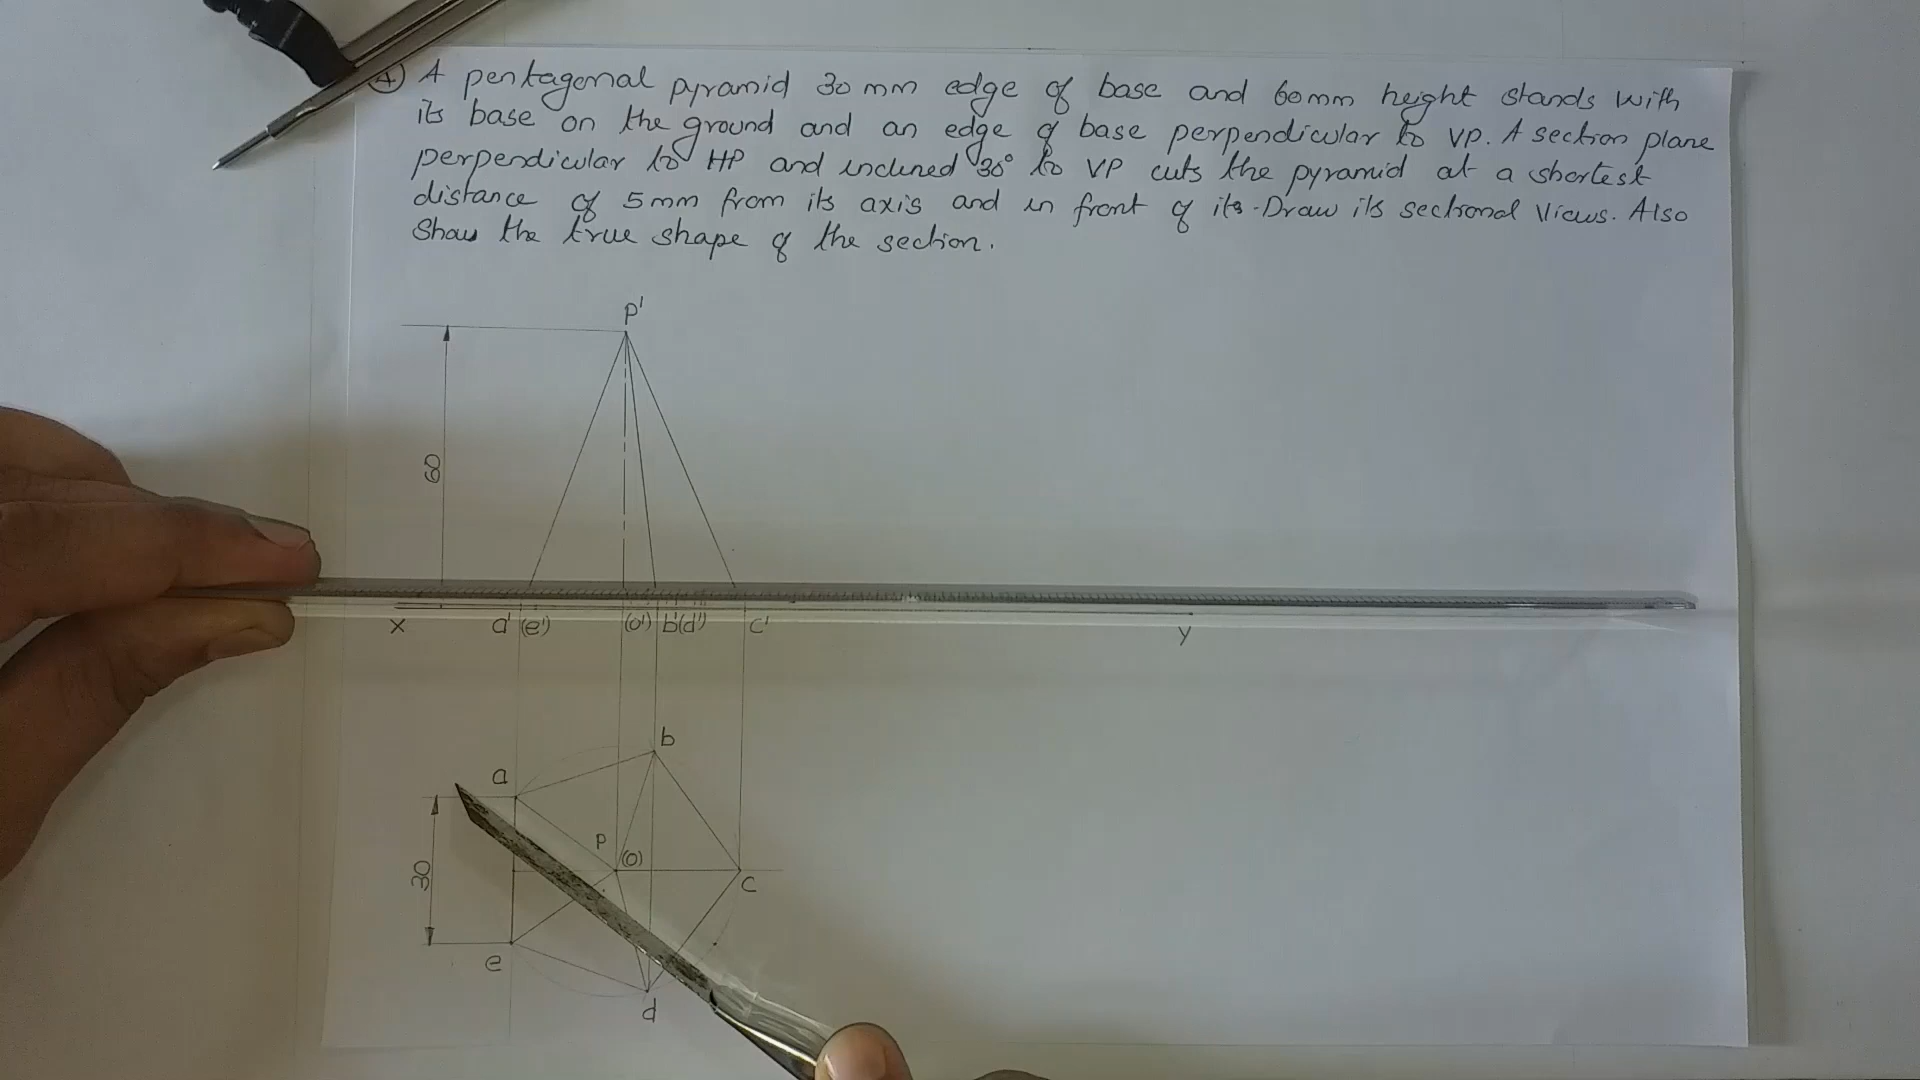 4) A pentagonal pyramid 30 mm edge of base and 60mm height stands with
its base on the ground and an edge of base perpendicular to VP. A section plane
perpendicular to HP and inclined 30° to VP cuts the pyramid at a shortest
distance of 5mm from its axis and in front of its. Draw its sectional views. Also
Show the true shape of the section.
p'
60
x a' (e') (o') b'(d') c' y
b
a
p (o)
30
c
e
d